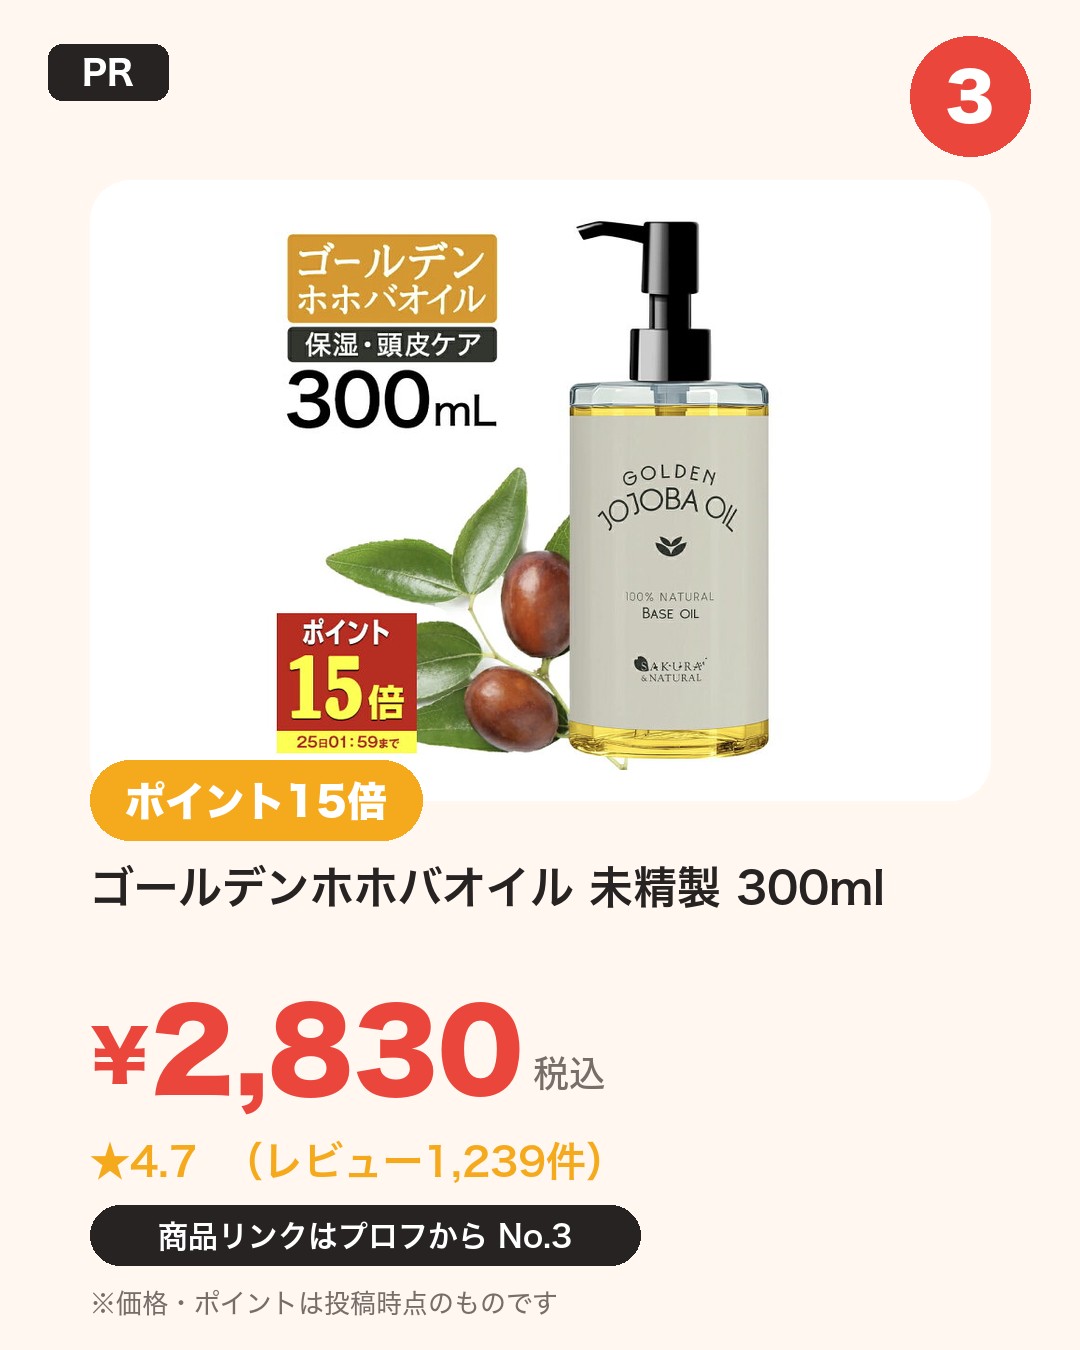 PR
3
ゴールデン
ホホバオイル
保湿・頭皮ケア
300mL
GOLDEN
JOJOBA OIL
100% NATURAL
BASE OIL
SAKURA
&NATURAL
ポイント
15倍
25日01:59まで
ポイント15倍
ゴールデンホホバオイル 未精製 300ml
¥2,830 税込
★4.7 （レビュー1,239件）
商品リンクはプロフから No.3
※価格・ポイントは投稿時点のものです